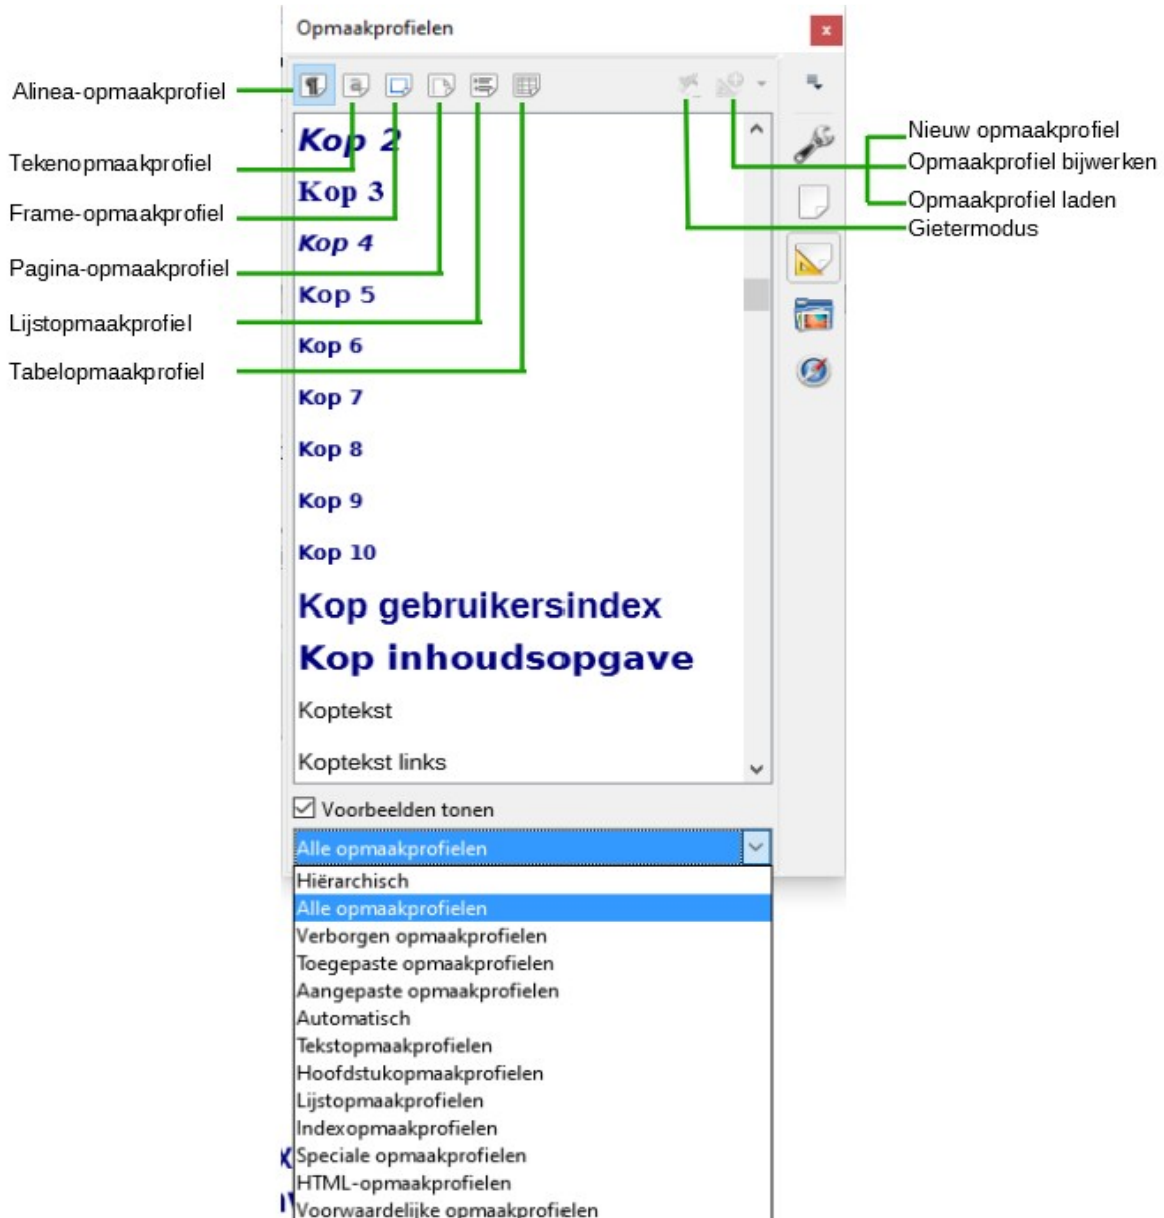 Opmaakprofielen
Alinea-opmaakprofiel
Tekenopmaakprofiel
Frame-opmaakprofiel
Pagina-opmaakprofiel
Lijstopmaakprofiel
Tabelopmaakprofiel
Nieuw opmaakprofiel
Opmaakprofiel bijwerken
Opmaakprofiel laden
Gietermodus
Kop 2
Kop 3
Kop 4
Kop 5
Kop 6
Kop 7
Kop 8
Kop 9
Kop 10
Kop gebruikersindex
Kop inhoudsopgave
Koptekst
Koptekst links
Voorbeelden tonen
Alle opmaakprofielen
Hiërarchisch
Alle opmaakprofielen
Verborgen opmaakprofielen
Toegepaste opmaakprofielen
Aangepaste opmaakprofielen
Automatisch
Tekstopmaakprofielen
Hoofdstukopmaakprofielen
Lijstopmaakprofielen
Indexopmaakprofielen
Speciale opmaakprofielen
HTML-opmaakprofielen
Voorwaardelijke opmaakprofielen